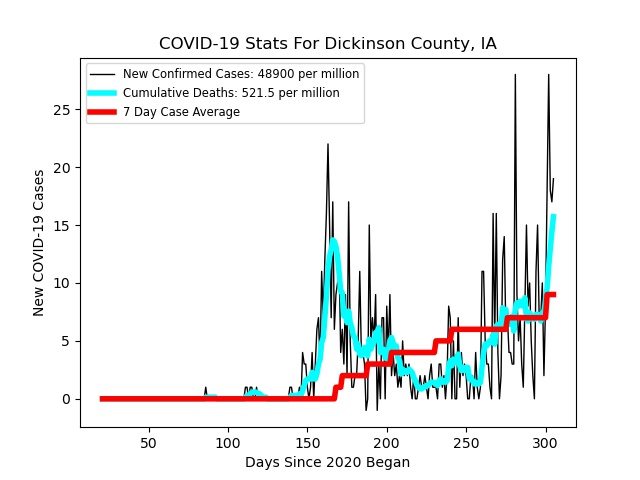 COVID-19 Stats For Dickinson County, IA
New Confirmed Cases: 48900 per million
Cumulative Deaths: 521.5 per million
7 Day Case Average
New COVID-19 Cases
25
20
15
10
5
0
50 100 150 200 250 300
Days Since 2020 Began